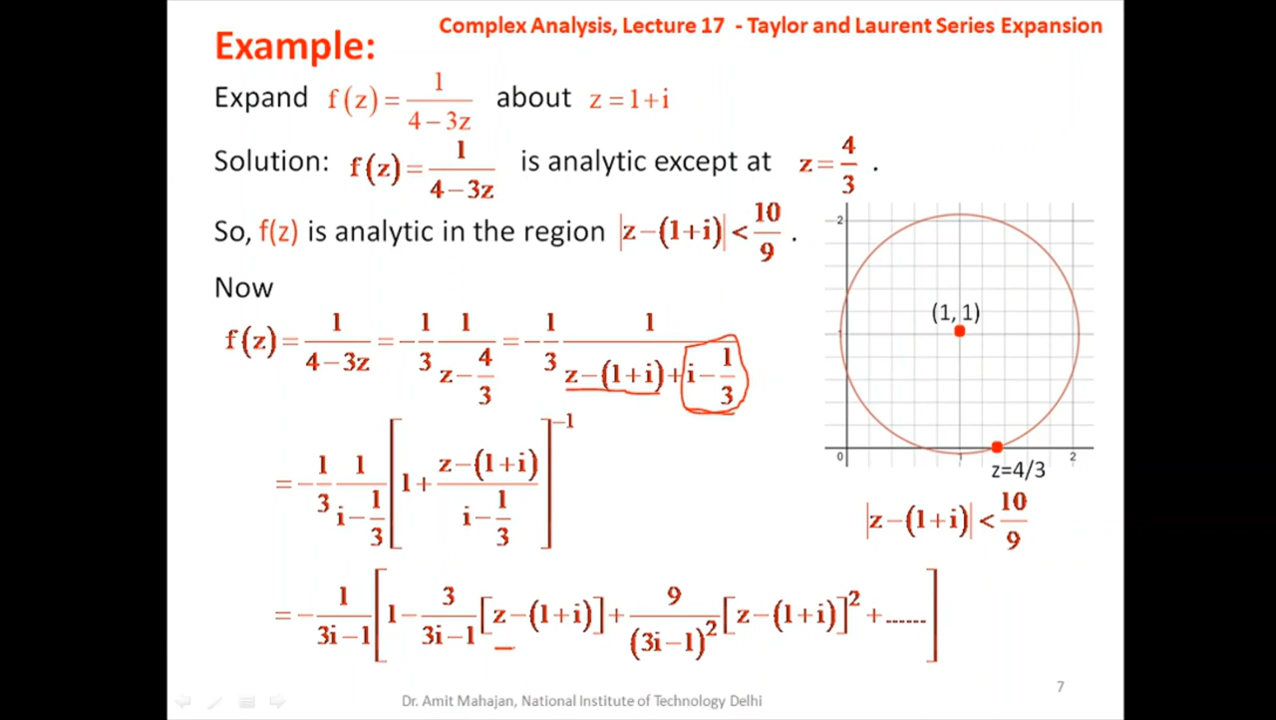 Complex Analysis, Lecture 17 - Taylor and Laurent Series Expansion
Example:
Expand f(z) = 1/(4−3z) about z = 1+i
Solution: f(z) = 1/(4−3z) is analytic except at z = 4/3 .
So, f(z) is analytic in the region |z−(1+i)| < 10/9 .
Now
f(z) = 1/(4−3z) = −1/3 1/(z−4/3) = −1/3 1/(z−(1+i)+i−1/3)
= −1/3 1/(i−1/3) [1+(z−(1+i))/(i−1/3)]^−1
= −1/(3i−1) [1−3/(3i−1)[z−(1+i)]+9/(3i−1)^2[z−(1+i)]^2+......]
2
(1, 1)
1
0 1 2
z=4/3
|z−(1+i)| < 10/9
Dr. Amit Mahajan, National Institute of Technology Delhi
7